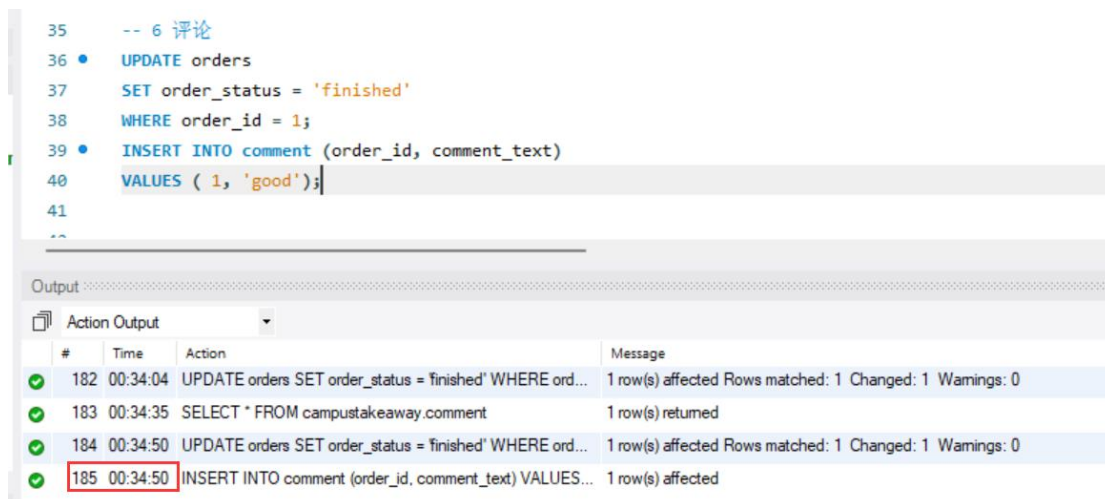 35 -- 6 评论
36 UPDATE orders
37 SET order_status = 'finished'
38 WHERE order_id = 1;
39 INSERT INTO comment (order_id, comment_text)
40 VALUES ( 1, 'good');
41
Output
Action Output
# Time Action Message
182 00:34:04 UPDATE orders SET order_status = 'finished' WHERE ord... 1 row(s) affected Rows matched: 1 Changed: 1 Warnings: 0
183 00:34:35 SELECT * FROM campustakeaway.comment 1 row(s) returned
184 00:34:50 UPDATE orders SET order_status = 'finished' WHERE ord... 1 row(s) affected Rows matched: 1 Changed: 1 Warnings: 0
185 00:34:50 INSERT INTO comment (order_id, comment_text) VALUES... 1 row(s) affected